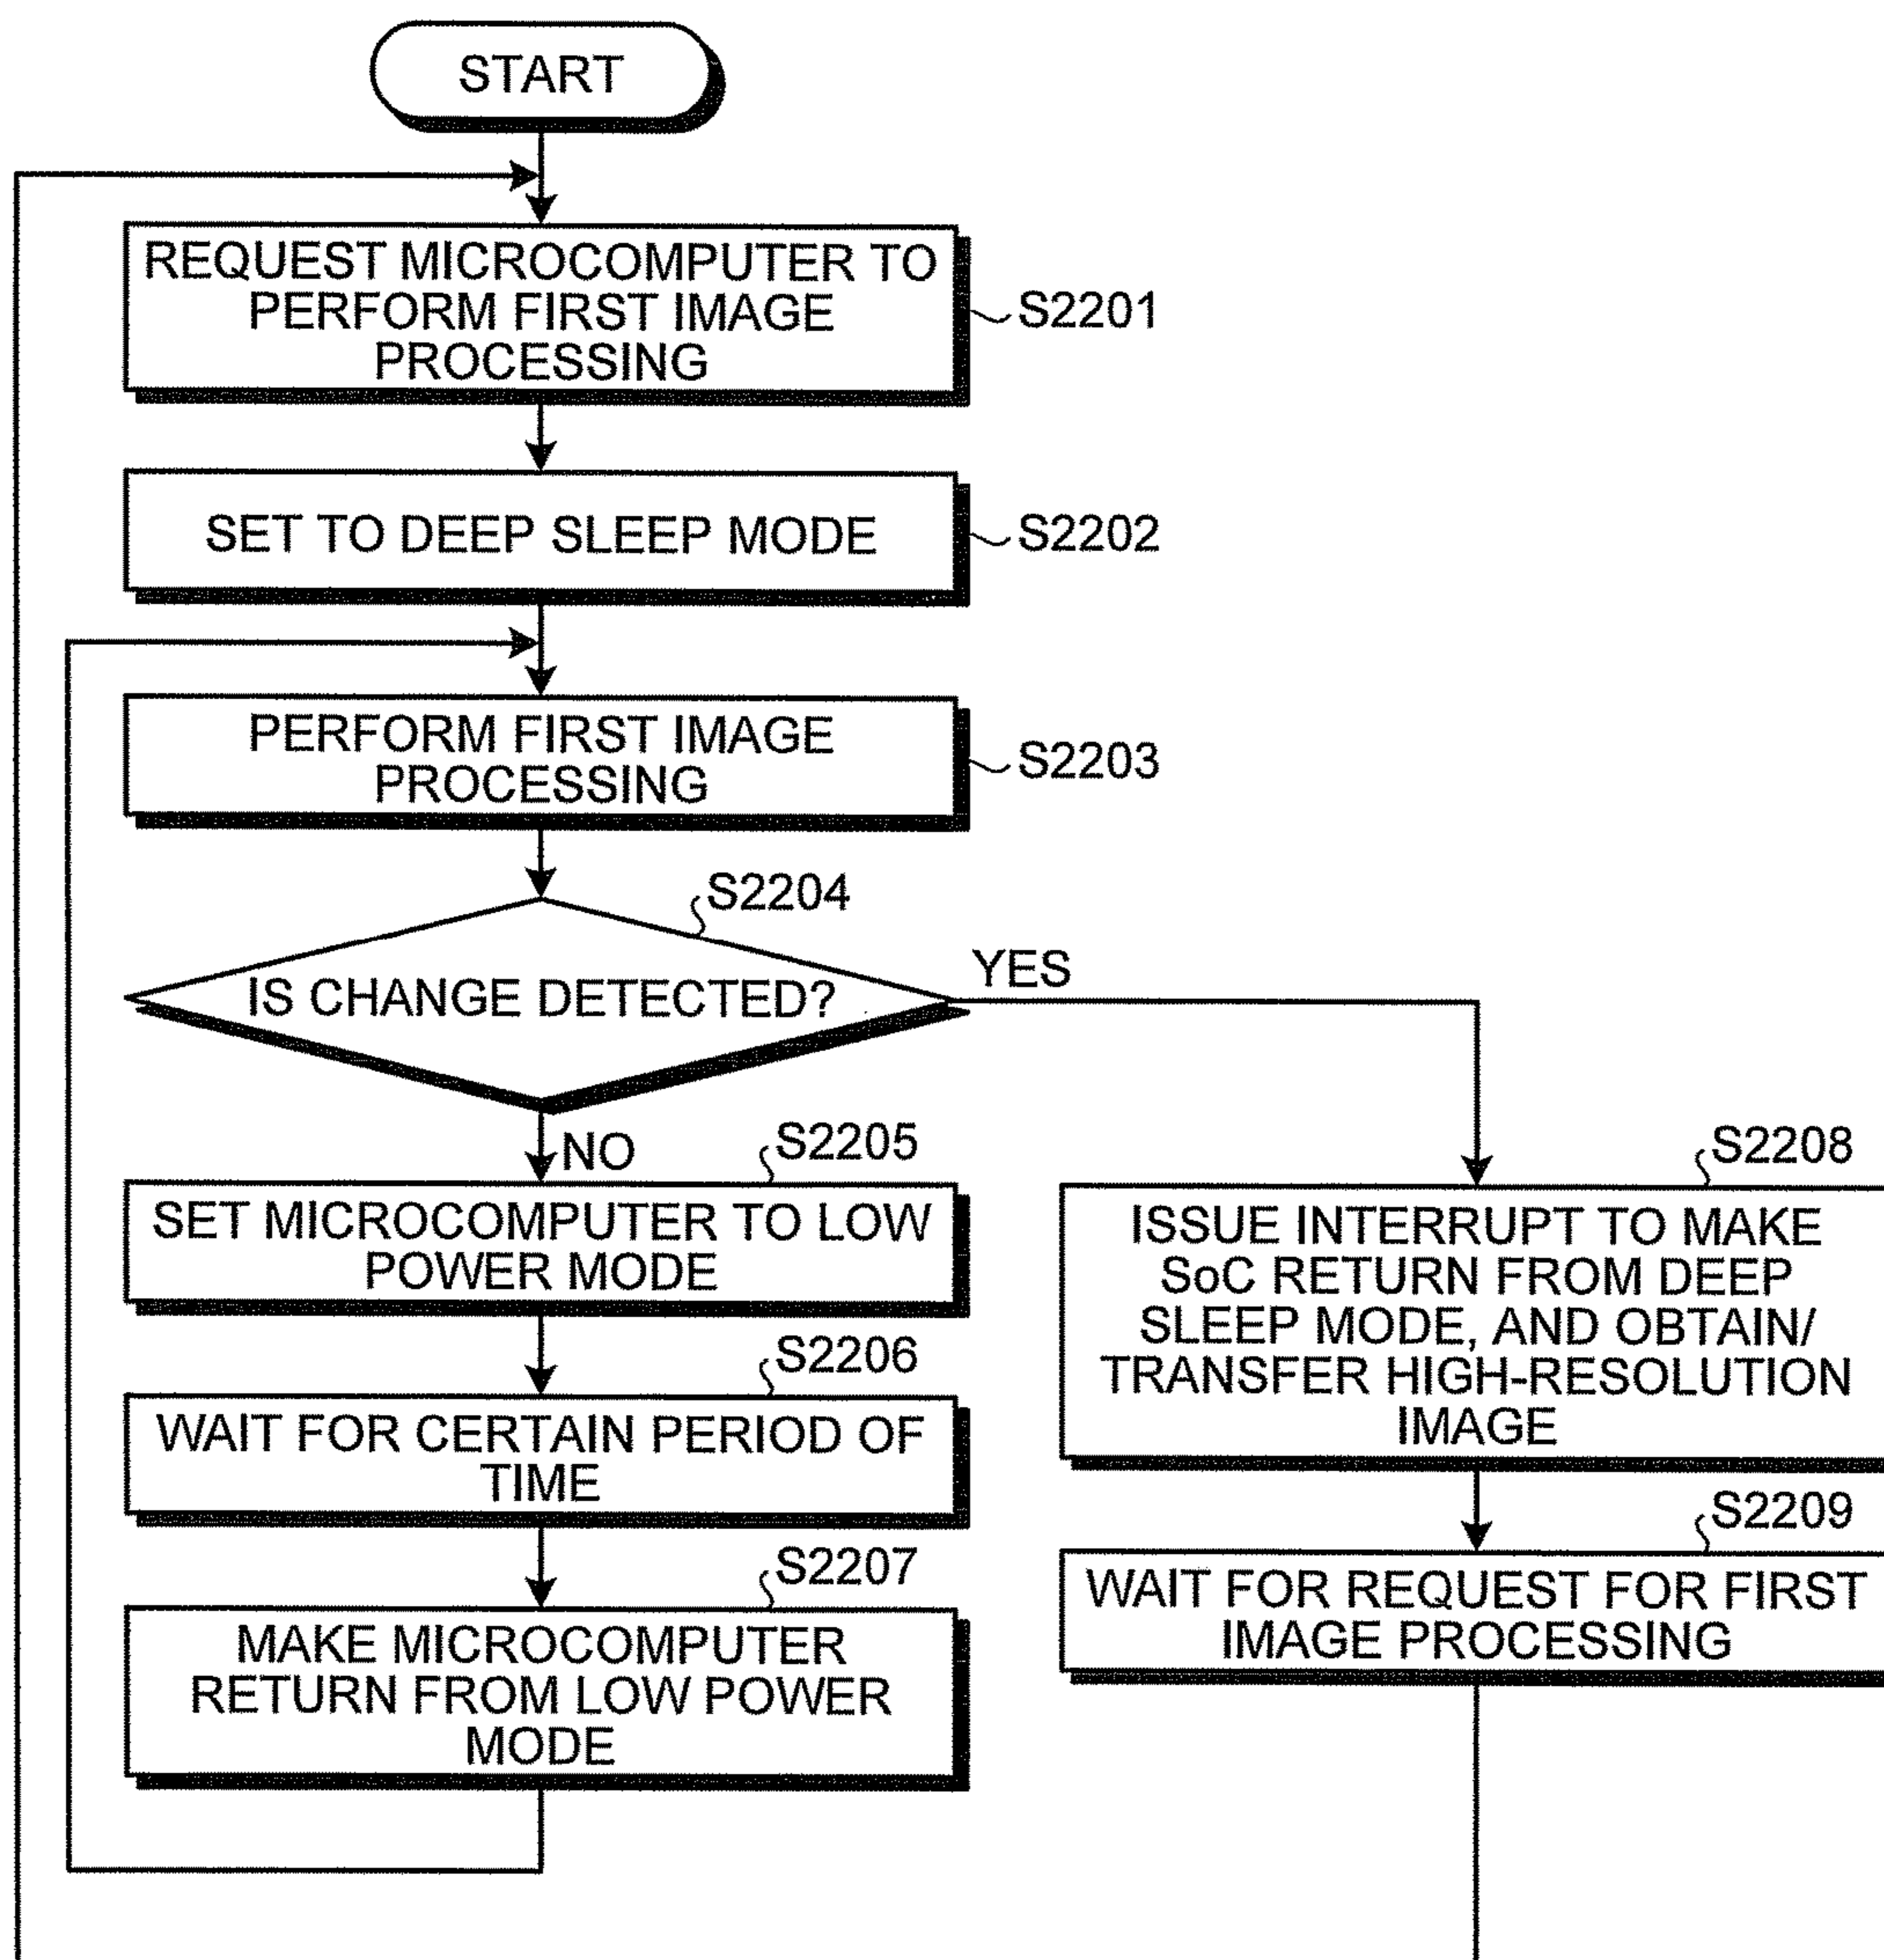 START
REQUEST MICROCOMPUTER TO
PERFORM FIRST IMAGE
PROCESSING
S2201
SET TO DEEP SLEEP MODE
S2202
PERFORM FIRST IMAGE
PROCESSING
S2203
S2204
IS CHANGE DETECTED?
YES
NO
S2205
SET MICROCOMPUTER TO LOW
POWER MODE
S2206
WAIT FOR CERTAIN PERIOD OF
TIME
S2207
MAKE MICROCOMPUTER
RETURN FROM LOW POWER
MODE
S2208
ISSUE INTERRUPT TO MAKE
SoC RETURN FROM DEEP
SLEEP MODE, AND OBTAIN/
TRANSFER HIGH-RESOLUTION
IMAGE
S2209
WAIT FOR REQUEST FOR FIRST
IMAGE PROCESSING